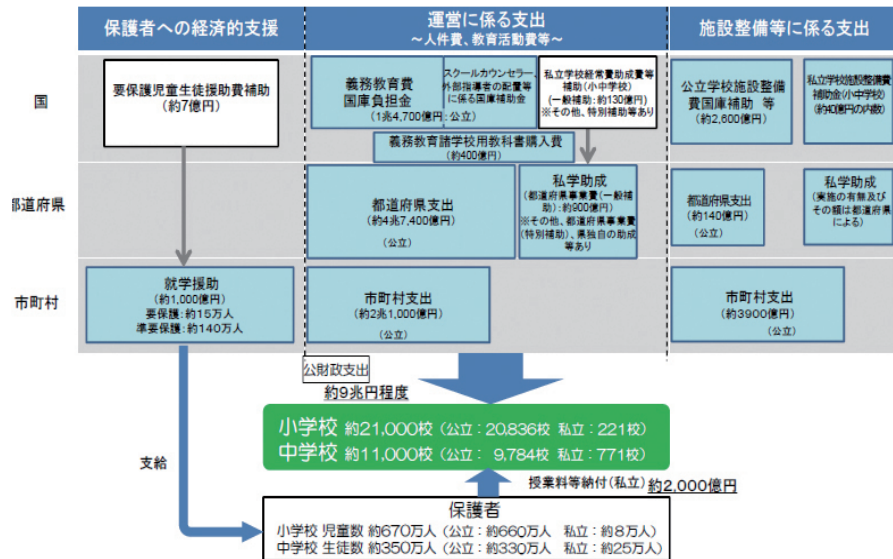 保護者への経済的支援
運営に係る支出
~人件費、教育活動費等~
施設整備等に係る支出
国
要保護児童生徒援助費補助
(約7億円)
義務教育費
国庫負担金
スクールカウンセラー、
外部指導者の配置等
に係る国庫補助金
(1兆4,700億円:公立)
私立学校経常費助成費等
補助(小中学校)
(一般補助:約130億円)
※その他、特別補助等あり
義務教育諸学校用教科書購入費
(約400億円)
公立学校施設整備
費国庫補助 等
(約2,600億円)
私立学校施設整備費
補助金(小中学校)
(約40億円の内数)
都道府県
都道府県支出
(約4兆7,400億円)
(公立)
私学助成
(都道府県事業費(一般補
助):約900億円)
※その他、都道府県事業費
(特別補助)、県独自の助成
等あり
都道府県支出
(約140億円)
(公立)
私学助成
(実施の有無及び
その額は都道府県
による)
市町村
就学援助
(約1,000億円)
要保護:約15万人
準要保護:約140万人
市町村支出
(約2兆1,000億円)
(公立)
市町村支出
(約3900億円)
(公立)
公財政支出
約9兆円程度
小学校 約21,000校 (公立:20,836校 私立:221校)
中学校 約11,000校 (公立: 9,784校 私立:771校)
支給
授業料等納付(私立) 約2,000億円
保護者
小学校 児童数 約670万人 (公立:約660万人 私立:約8万人)
中学校 生徒数 約350万人 (公立:約330万人 私立:約25万人)